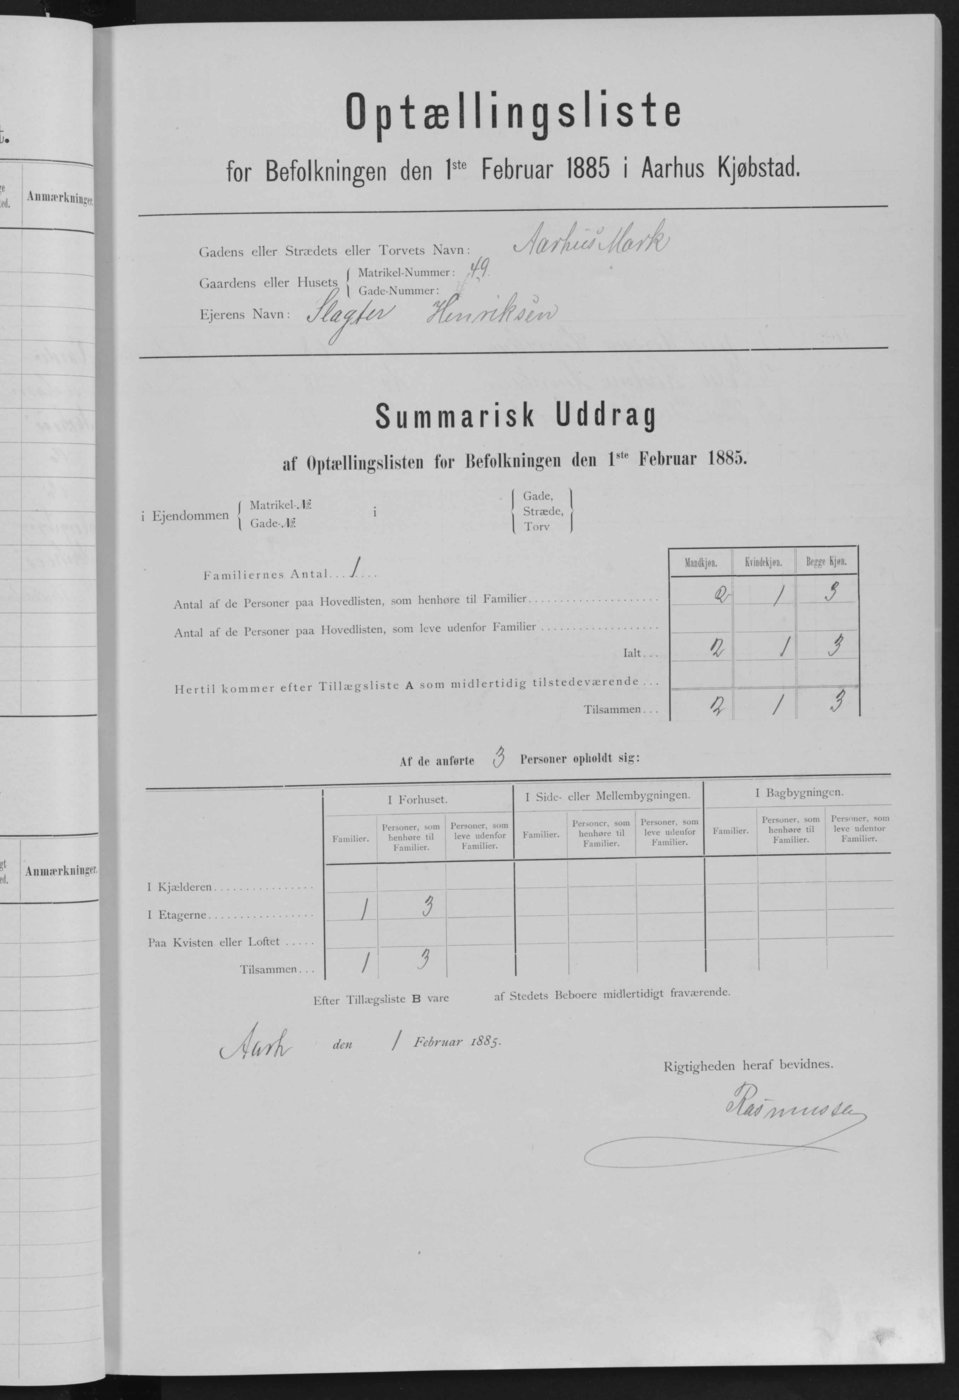 t.
Anmærkninger.
Optællingsliste
for Befolkningen den 1ste Februar 1885 i Aarhus Kjøbstad.
Gadens eller Strædets eller Torvets Navn: Aarhus Mark
Gaardens eller Husets { Matrikel-Nummer: 49.
Gade-Nummer:
Ejerens Navn: Slagter Henriksen
Summarisk Uddrag
af Optællingslisten for Befolkningen den 1ste Februar 1885.
i Ejendommen { Matrikel-№ i { Gade, }
Gade-№ Stræde,
Torv
Mandkjøn. Kvindekjøn. Begge Kjøn.
Familiernes Antal... 1 ...
Antal af de Personer paa Hovedlisten, som henhøre til Familier 2 1 3
Antal af de Personer paa Hovedlisten, som leve udenfor Familier
Ialt... 2 1 3
Hertil kommer efter Tillægsliste A som midlertidig tilstedeværende...
Tilsammen... 2 1 3
Af de anførte 3 Personer opholdt sig:
I Forhuset. I Side- eller Mellembygningen. I Bagbygningen.
Familier. Personer, som henhøre til Familier. Personer, som leve udenfor Familier. Familier. Personer, som henhøre til Familier. Personer, som leve udenfor Familier. Familier. Personer, som henhøre til Familier. Personer, som leve udenfor Familier.
I Kjælderen
I Etagerne 1 3
Paa Kvisten eller Loftet
Tilsammen... 1 3
Efter Tillægsliste B vare af Stedets Beboere midlertidigt fraværende.
Aarh den 1 Februar 1885.
Rigtigheden heraf bevidnes.
Rasmussen
Anmærkninger.